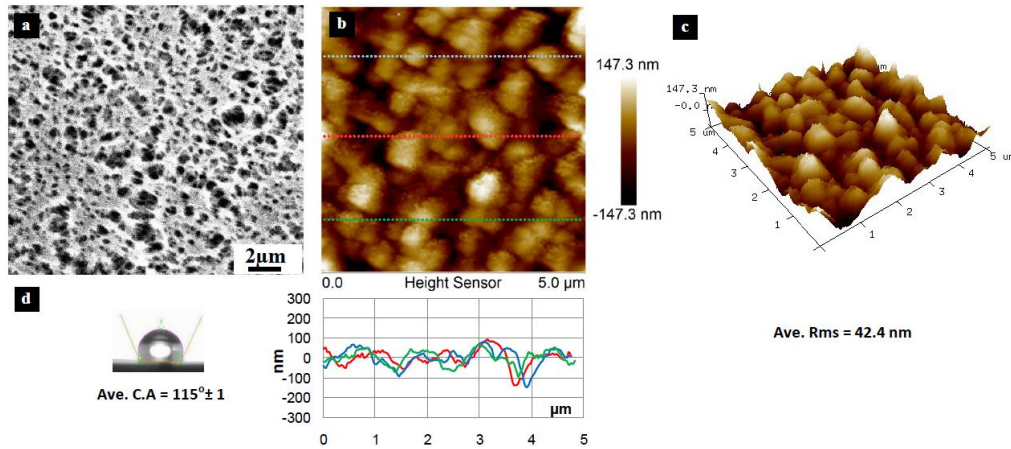 a
2µm
b
147.3 nm
-147.3 nm
0.0 Height Sensor 5.0 µm
c
147.3 nm
-0.0
5 um
4
3
2
1
5 um
4
3
2
1
Ave. Rms = 42.4 nm
d
Ave. C.A = 115°± 1
300
200
100
0
-100
-200
-300
nm
µm
0 1 2 3 4 5